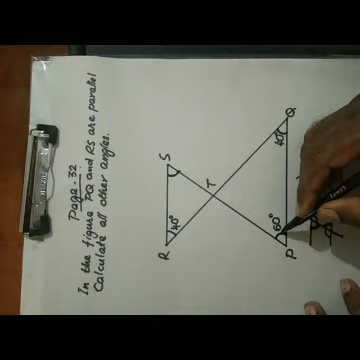 Page-32
In the figure PQ and RS are parallel
Calculate all other angles.
S
R
40°
T
Q
40°
60°
P